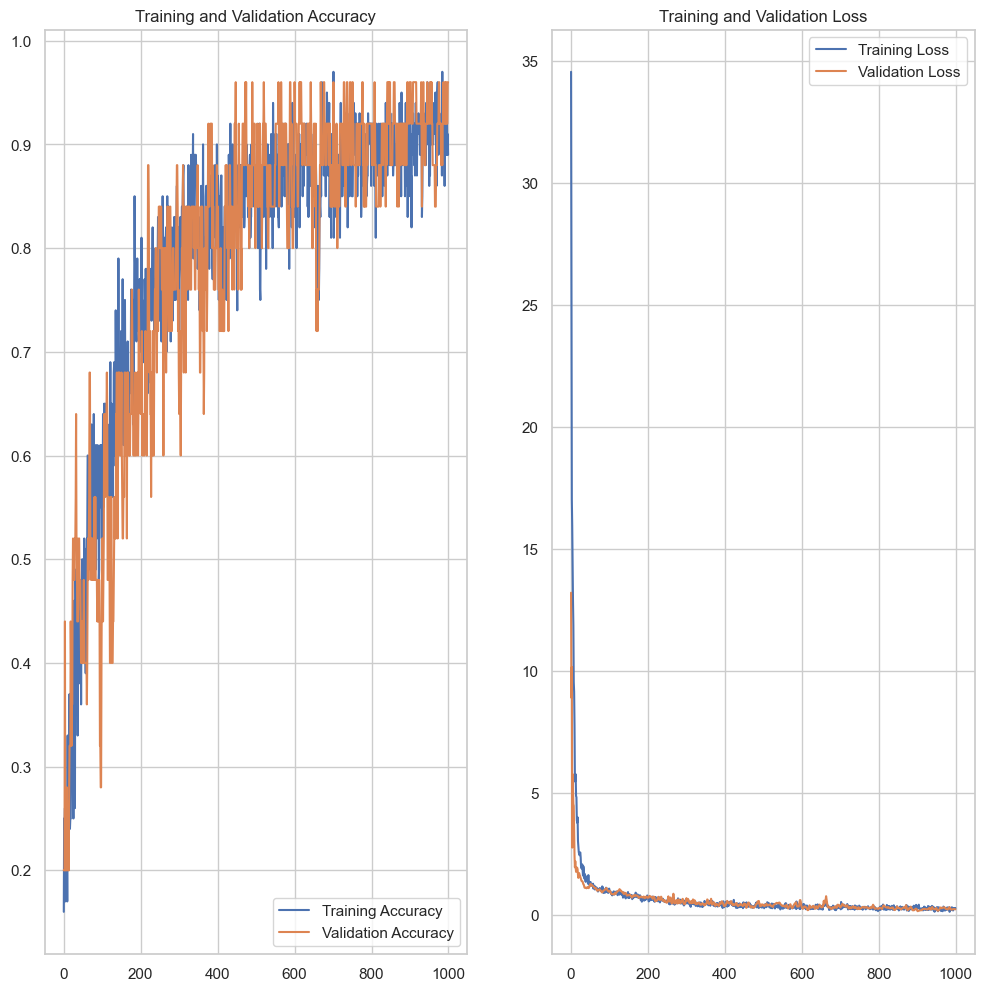 Training and Validation Accuracy
1.0
0.9
0.8
0.7
0.6
0.5
0.4
0.3
0.2
0 200 400 600 800 1000
Training Accuracy
Validation Accuracy
Training and Validation Loss
35
30
25
20
15
10
5
0
0 200 400 600 800 1000
Training Loss
Validation Loss